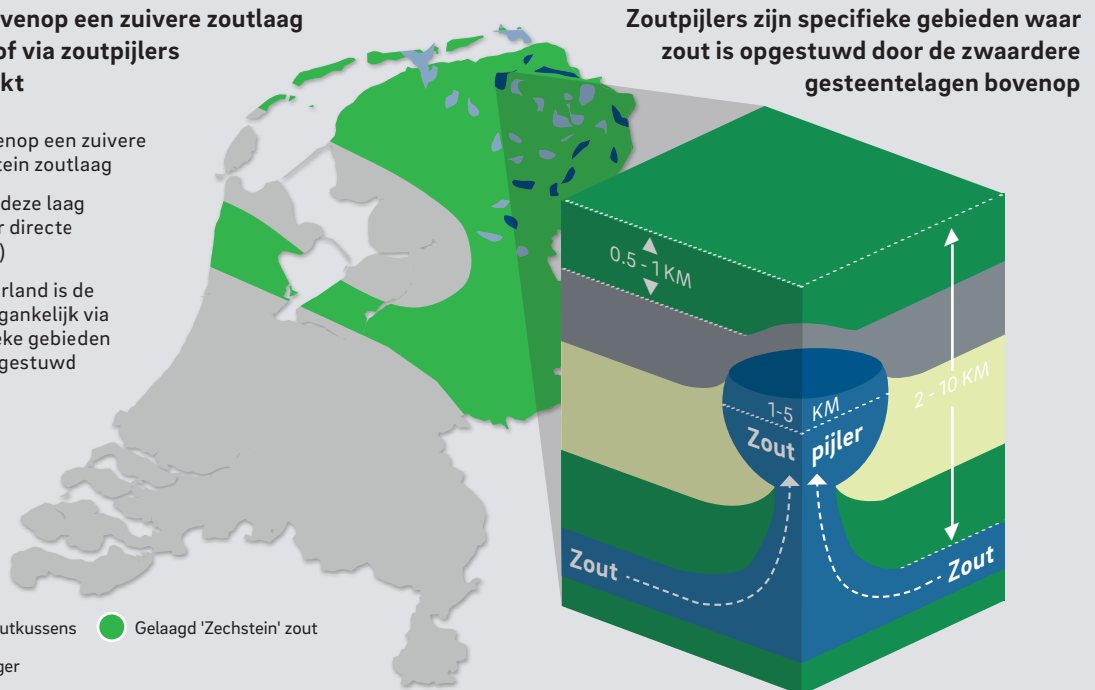 venop een zuivere zoutlaag
of via zoutpijlers
kt
enop een zuivere
tein zoutlaag
deze laag
r directe
)
rland is de
gankelijk via
eke gebieden
gestuwd
utkussens
Gelaagd 'Zechstein' zout
ger
Zoutpijlers zijn specifieke gebieden waar
zout is opgestuwd door de zwaardere
gesteentelagen bovenop
0.5 - 1 KM
2 - 10 KM
1-5 KM
Zout pijler
Zout
Zout